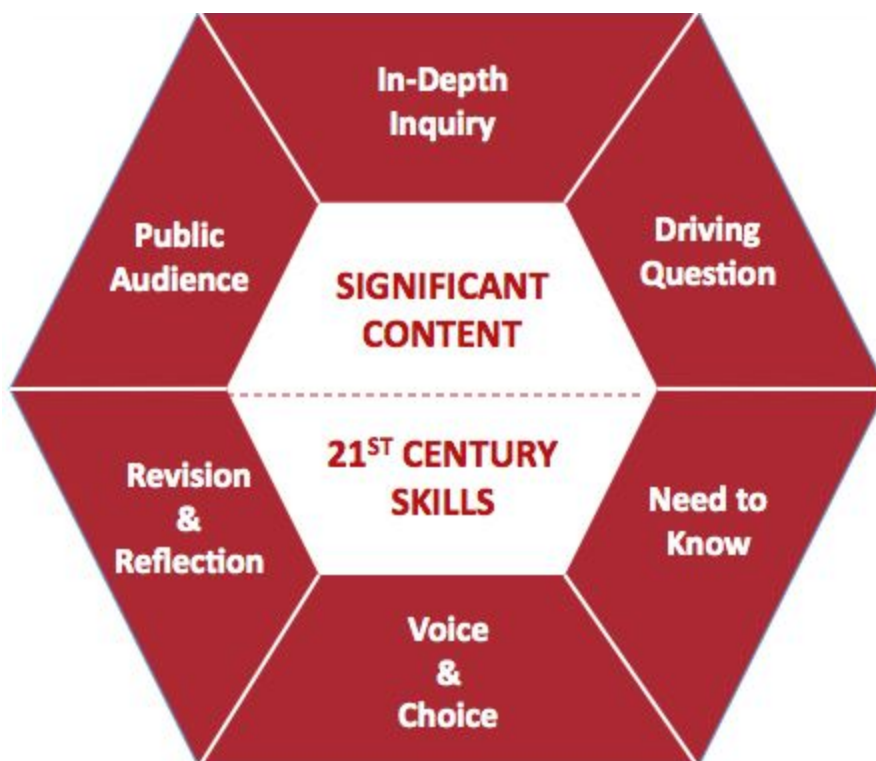 In-Depth
Inquiry
Driving
Question
Need to
Know
Voice
&
Choice
Revision
&
Reflection
Public
Audience
SIGNIFICANT
CONTENT
21ST CENTURY
SKILLS